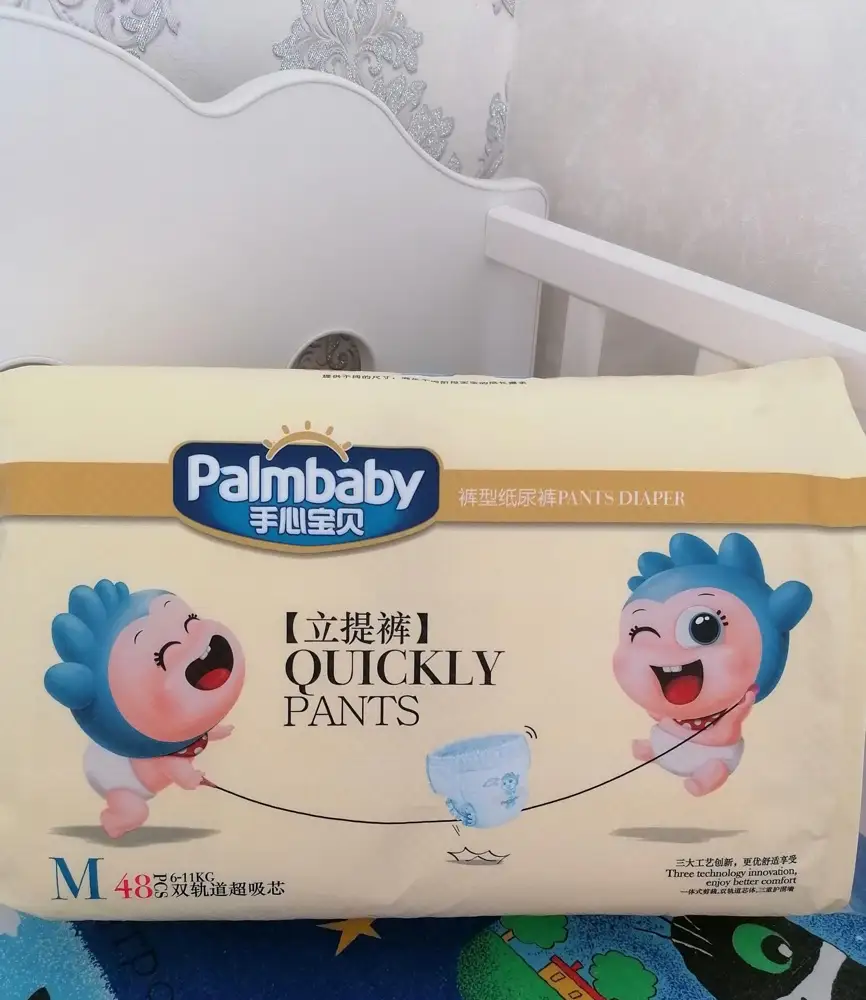 Palmbaby
手心宝贝
裤型纸尿裤PANTS DIAPER
【立提裤】
QUICKLY
PANTS
M 48PCS 6-11KG
双轨道超吸芯
三大工艺创新，更优舒适享受
Three technology innovation,
enjoy better comfort